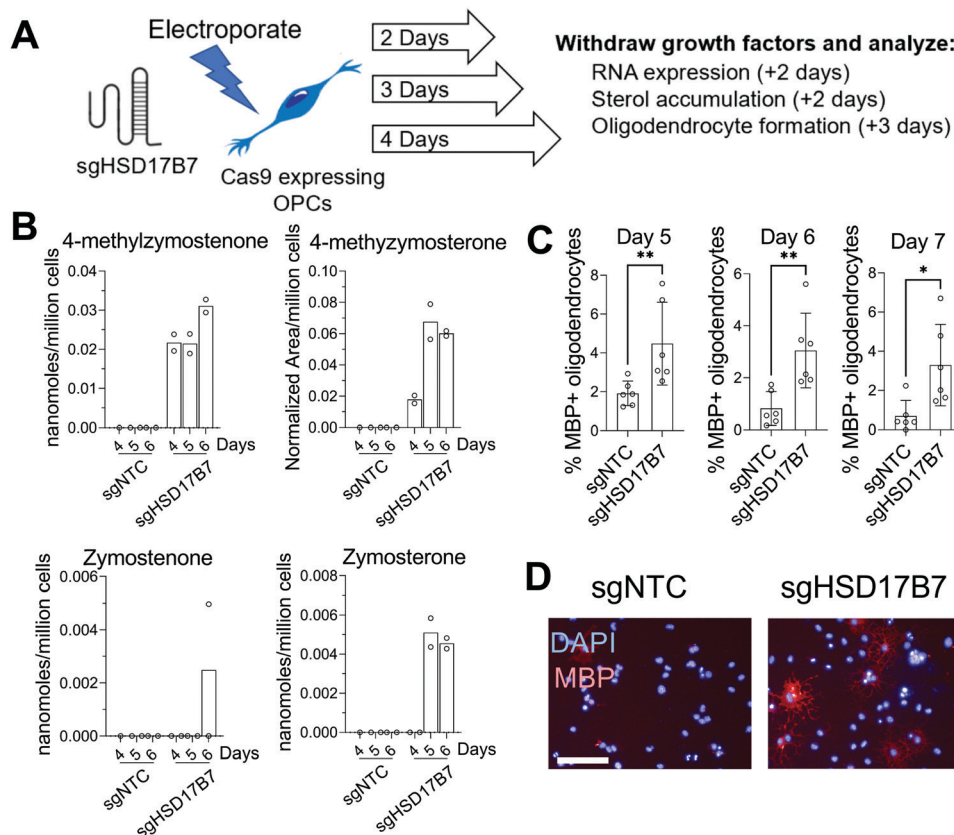 A
Electroporate
sgHSD17B7
Cas9 expressing
OPCs
2 Days
3 Days
4 Days
Withdraw growth factors and analyze:
RNA expression (+2 days)
Sterol accumulation (+2 days)
Oligodendrocyte formation (+3 days)
B
4-methylzymostenone
nanomoles/million cells
0.04
0.03
0.02
0.01
0.00
4 5 6 4 5 6 Days
sgNTC
sgHSD17B7
4-methyzymosterone
Normalized Area/million cells
0.10
0.08
0.06
0.04
0.02
0.00
4 5 6 4 5 6 Days
sgNTC
sgHSD17B7
Zymostenone
nanomoles/million cells
0.006
0.004
0.002
0.000
4 5 6 4 5 6 Days
sgNTC
sgHSD17B7
Zymosterone
nanomoles/million cells
0.008
0.006
0.004
0.002
0.000
4 5 6 4 5 6 Days
sgNTC
sgHSD17B7
C
Day 5
% MBP+ oligodendrocytes
8
6
4
2
0
**
sgNTC
sgHSD17B7
Day 6
% MBP+ oligodendrocytes
6
4
2
0
**
sgNTC
sgHSD17B7
Day 7
% MBP+ oligodendrocytes
8
6
4
2
0
*
sgNTC
sgHSD17B7
D
sgNTC
sgHSD17B7
DAPI
MBP